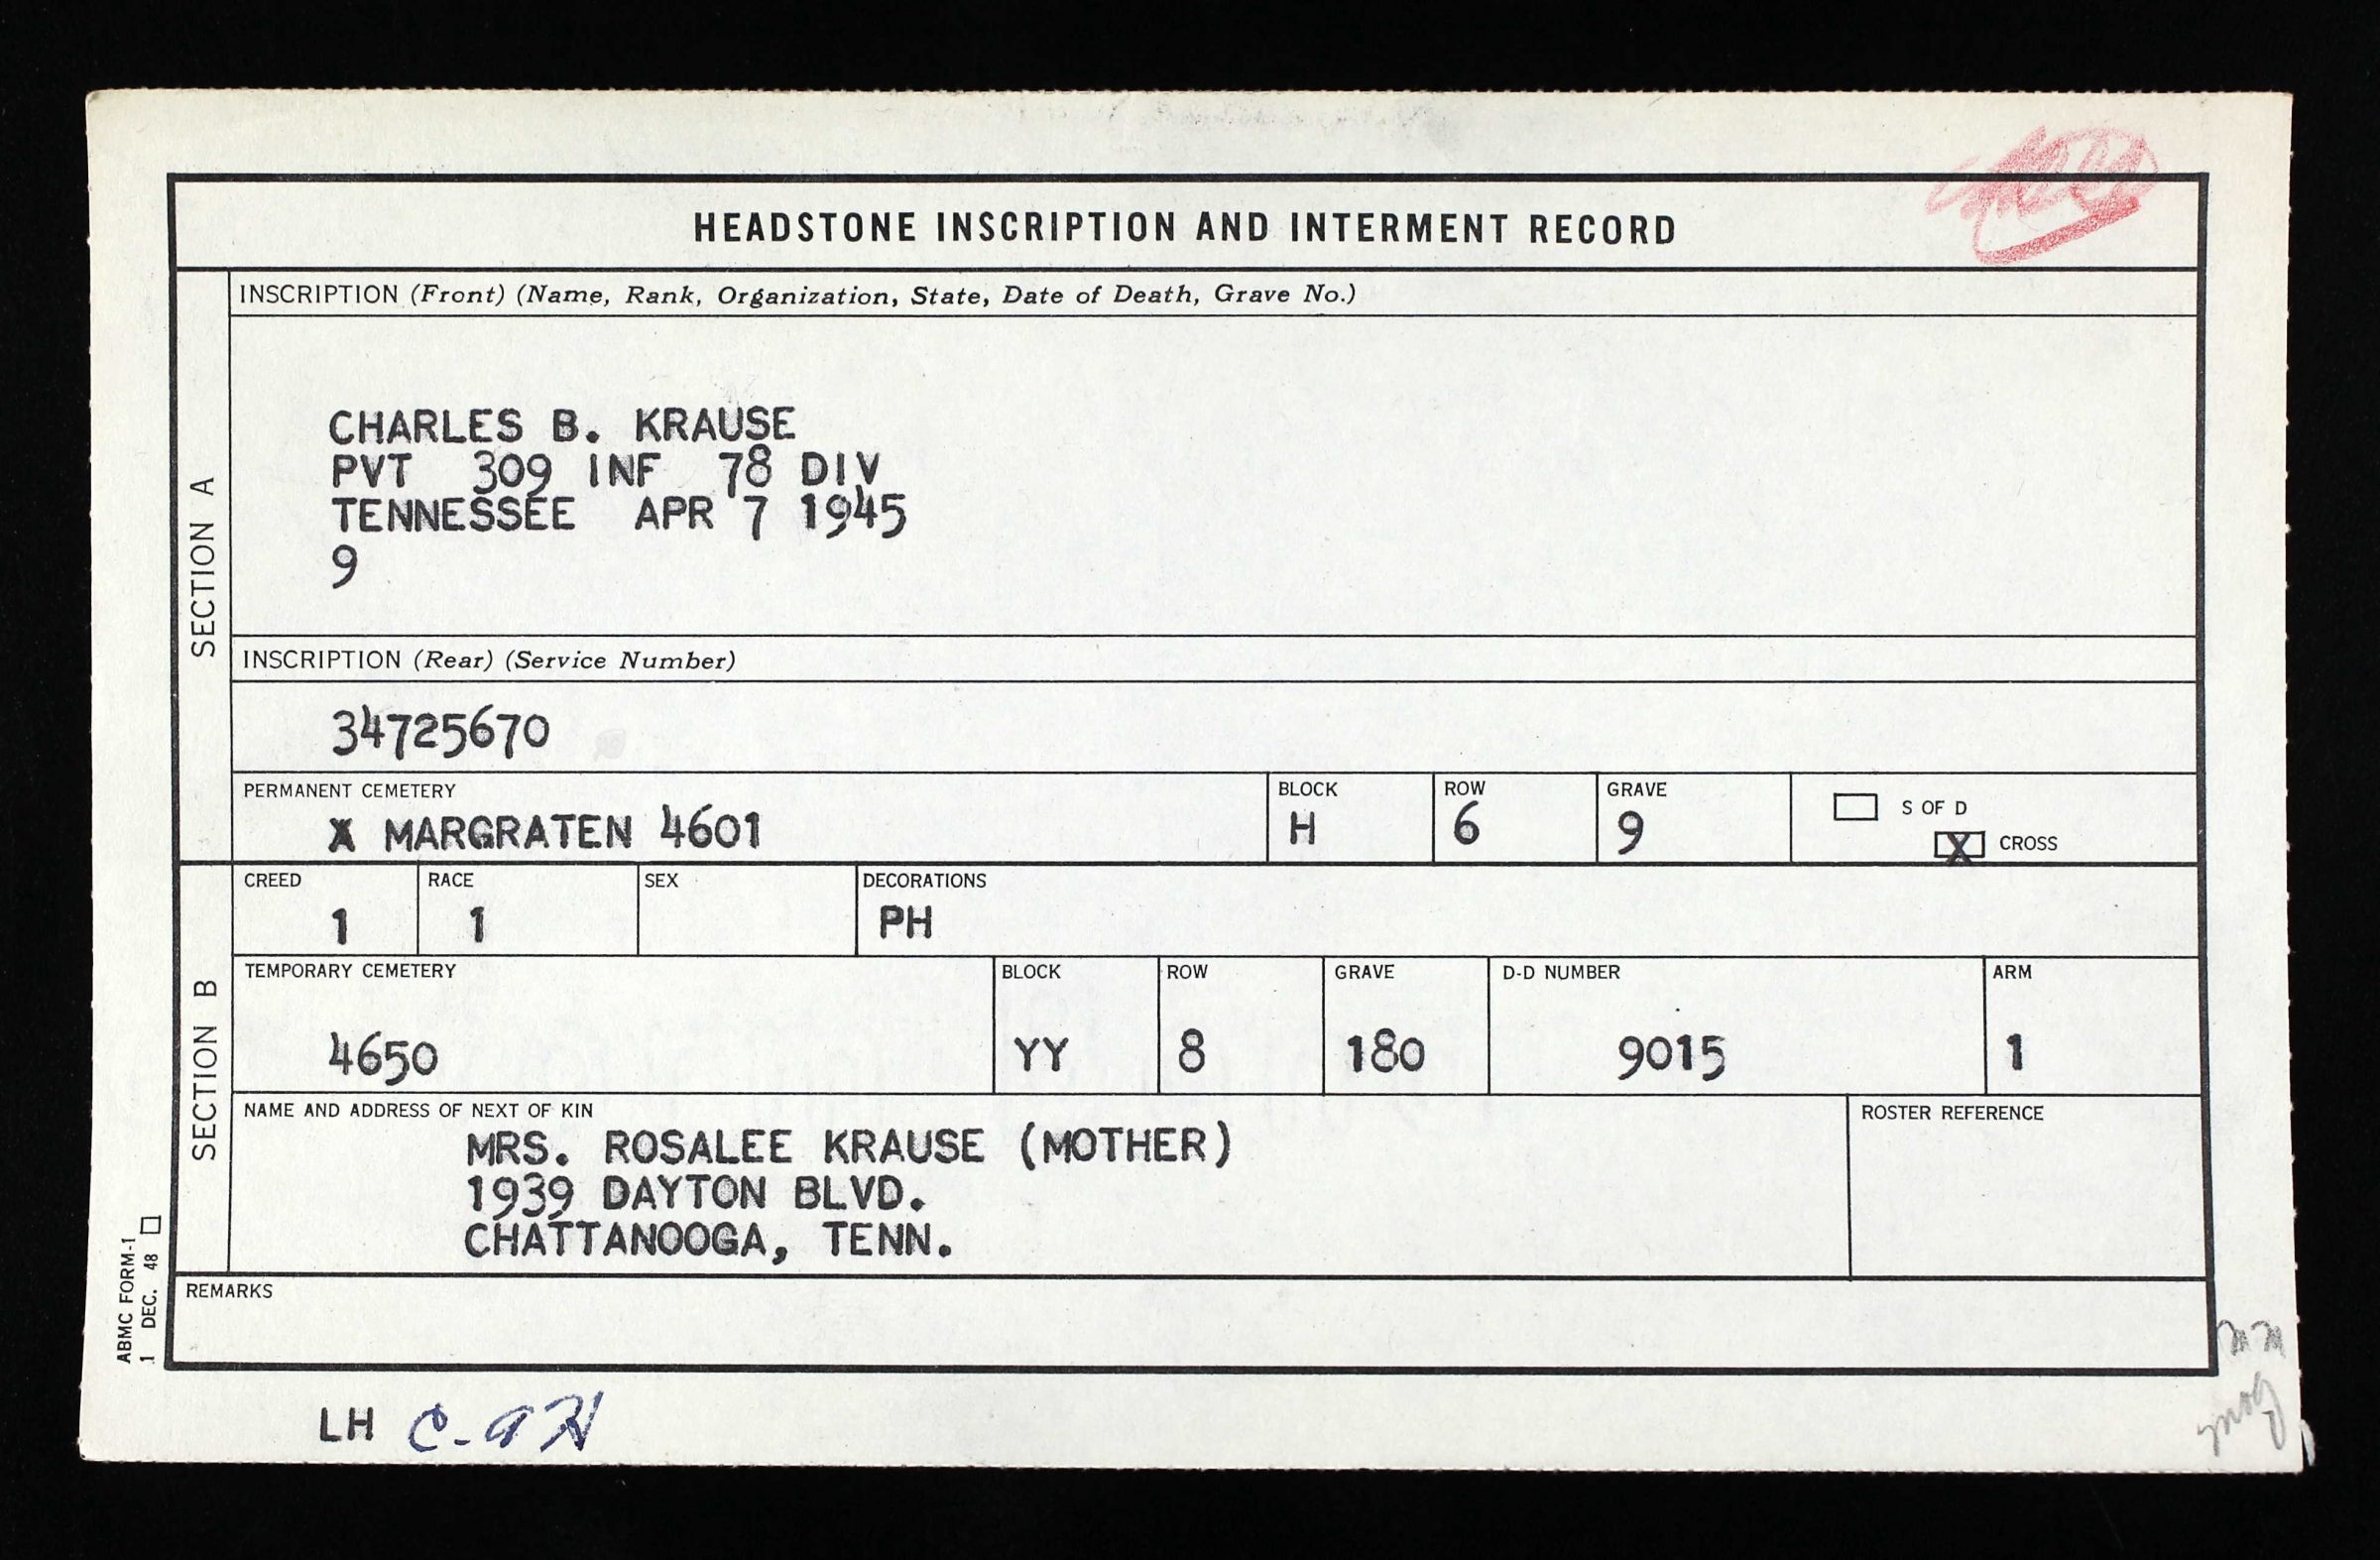 HEADSTONE INSCRIPTION AND INTERMENT RECORD
SECTION A
INSCRIPTION (Front) (Name, Rank, Organization, State, Date of Death, Grave No.)
CHARLES B. KRAUSE
PVT 309 INF 78 DIV
TENNESSEE APR 7 1945
9
INSCRIPTION (Rear) (Service Number)
34725670
PERMANENT CEMETERY BLOCK ROW GRAVE
X MARGRATEN 4601 H 6 9
S OF D
X CROSS
SECTION B
CREED RACE SEX DECORATIONS
1 1 PH
TEMPORARY CEMETERY BLOCK ROW GRAVE D-D NUMBER ARM
4650 YY 8 180 9015 1
NAME AND ADDRESS OF NEXT OF KIN ROSTER REFERENCE
MRS. ROSALEE KRAUSE (MOTHER)
1939 DAYTON BLVD.
CHATTANOOGA, TENN.
REMARKS
ABMC FORM-1
1 DEC. 48
LH